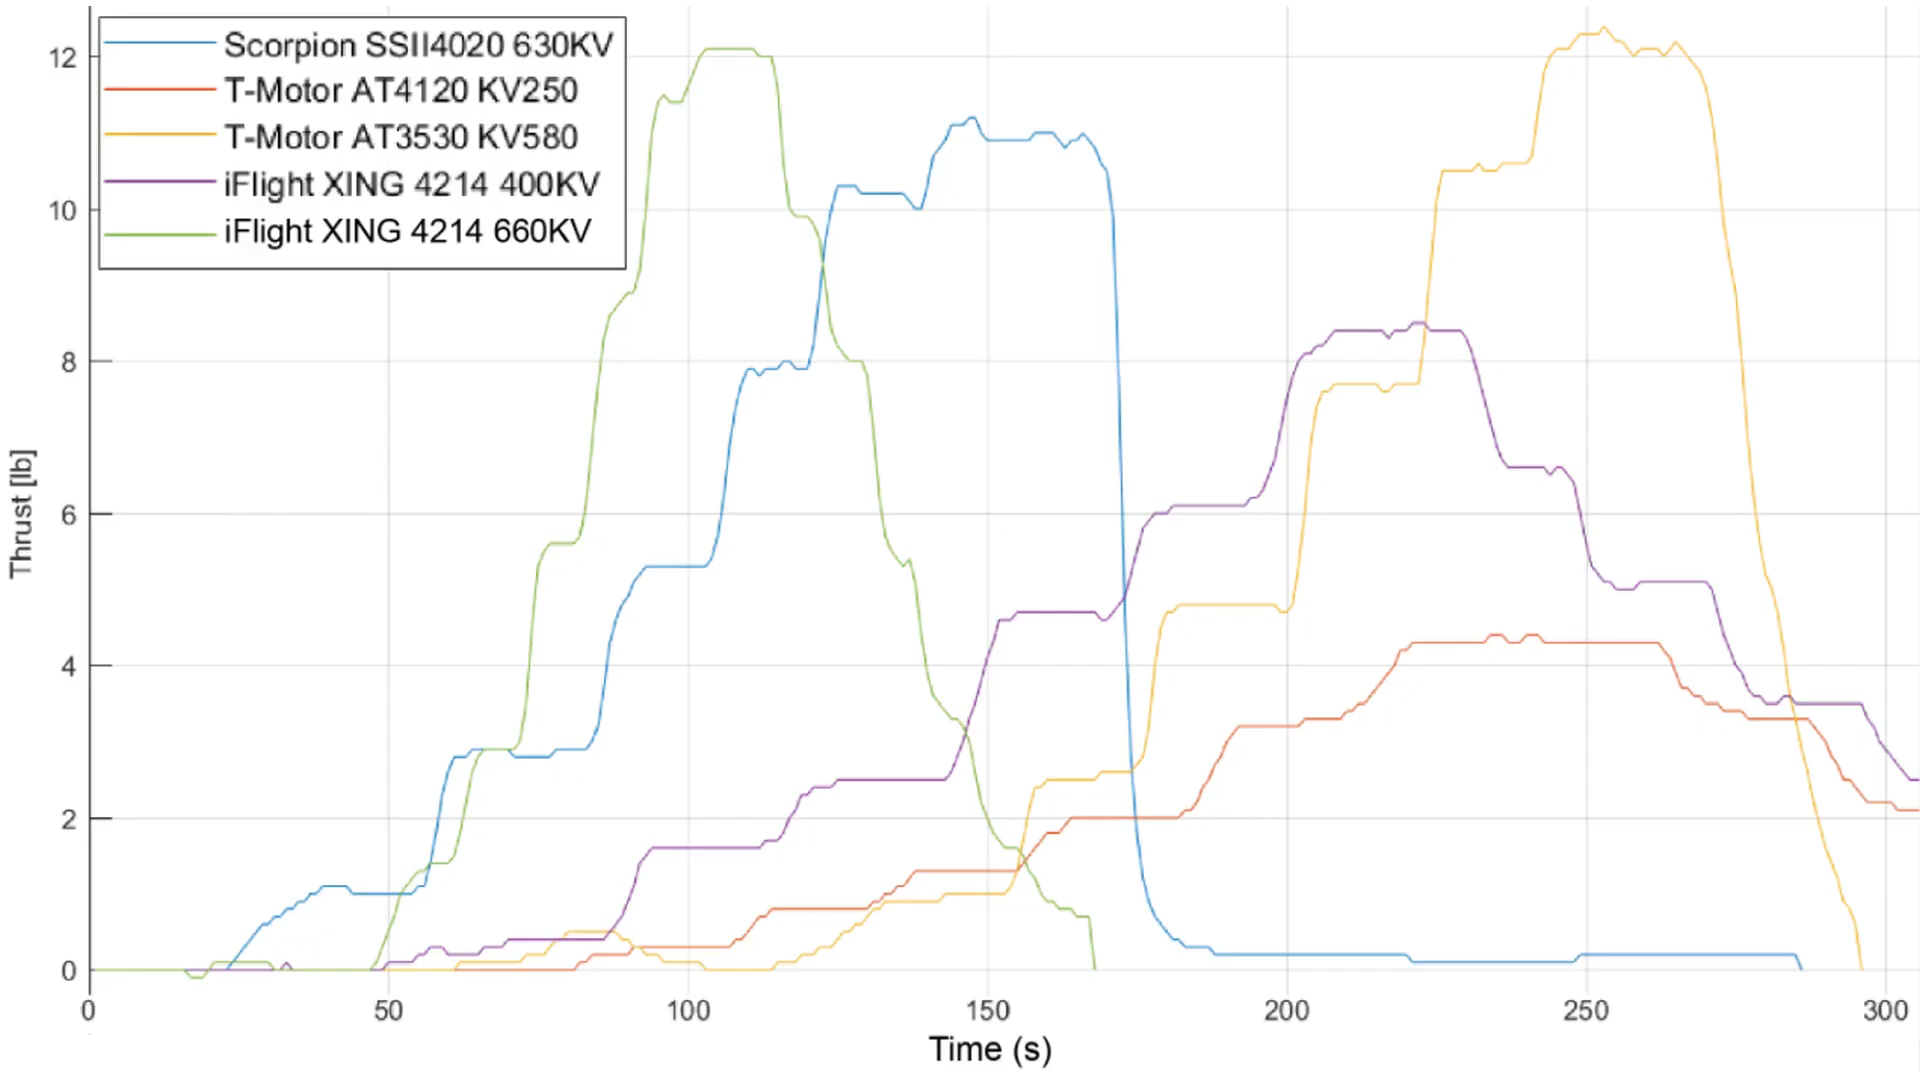 Scorpion SSII4020 630KV
T-Motor AT4120 KV250
T-Motor AT3530 KV580
iFlight XING 4214 400KV
iFlight XING 4214 660KV
12
10
8
6
4
2
0
Thrust [lb]
0 50 100 150 200 250 300
Time (s)